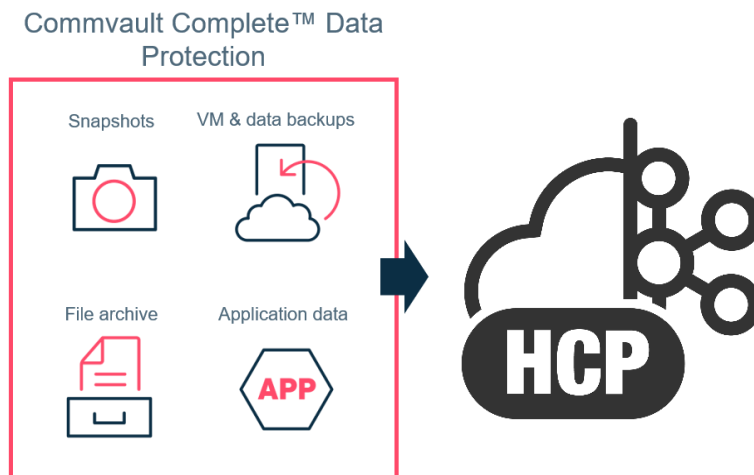 Commvault Complete™ Data
Protection
Snapshots
VM & data backups
File archive
Application data
APP
HCP